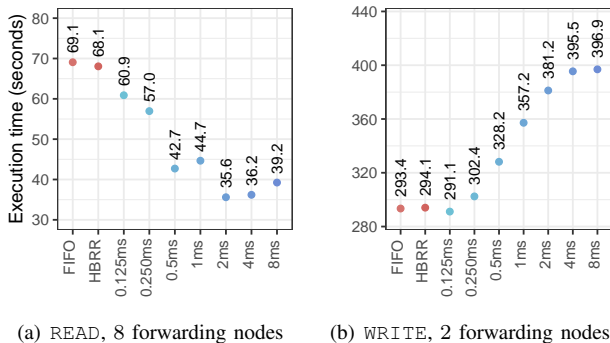 Execution time (seconds)
80
70
60
50
40
30
69.1
68.1
60.9
57.0
42.7
44.7
35.6
36.2
39.2
FIFO
HBRR
0.125ms
0.250ms
0.5ms
1ms
2ms
4ms
8ms
(a) READ, 8 forwarding nodes
440
400
360
320
280
293.4
294.1
291.1
302.4
328.2
357.2
381.2
395.5
396.9
FIFO
HBRR
0.125ms
0.250ms
0.5ms
1ms
2ms
4ms
8ms
(b) WRITE, 2 forwarding nodes